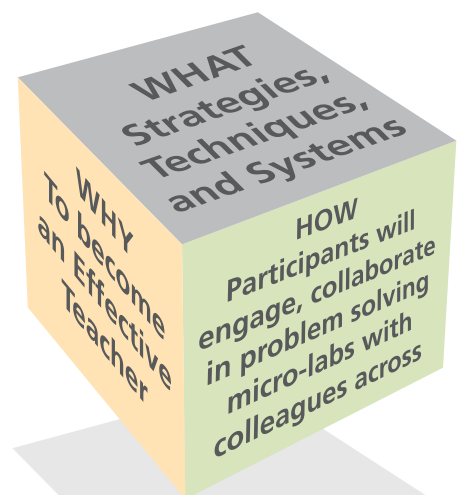 WHAT
Strategies,
Techniques,
and Systems
WHY
To become
an Effective
Teacher
HOW
Participants will
engage, collaborate
in problem solving
micro-labs with
colleagues across